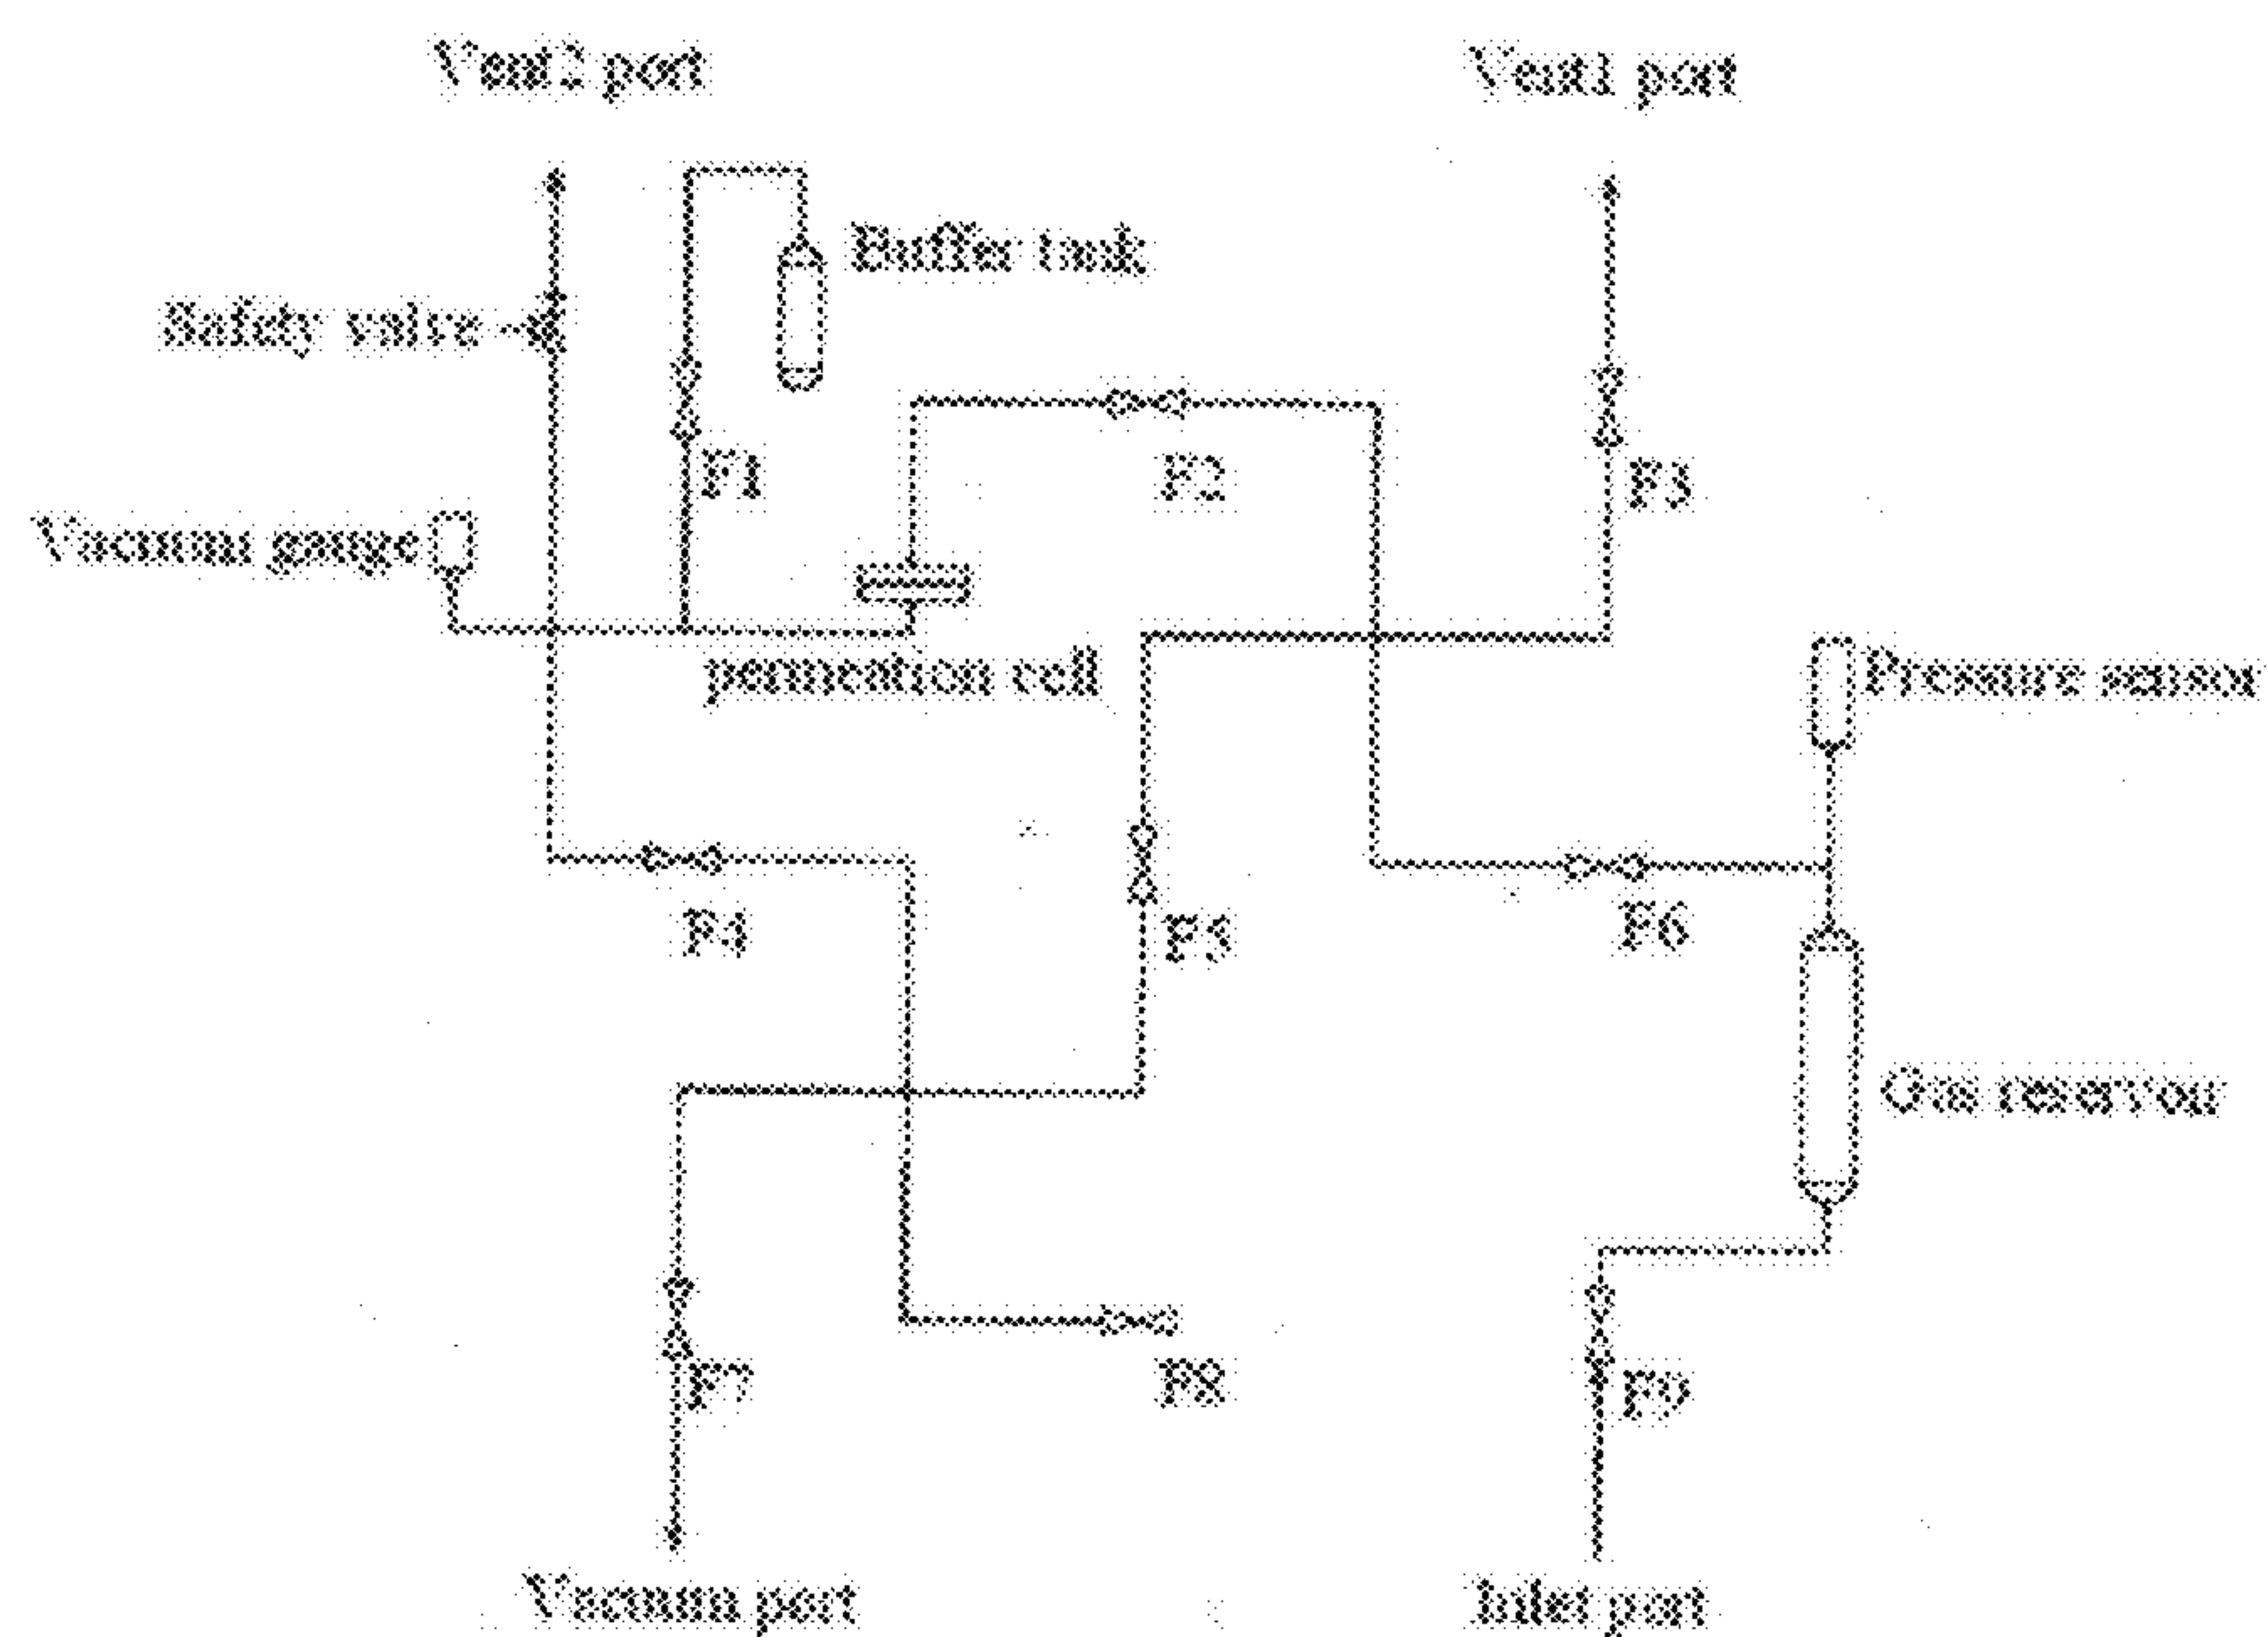 Vent2 port
Vent1 port
Buffer tank
Safety valve
F1
F2
F3
Vacuum gauge
permeation cell
Pressure sensor
F4
F5
F6
Gas reservour
F7
F8
F9
Vacuum port
Inlet port